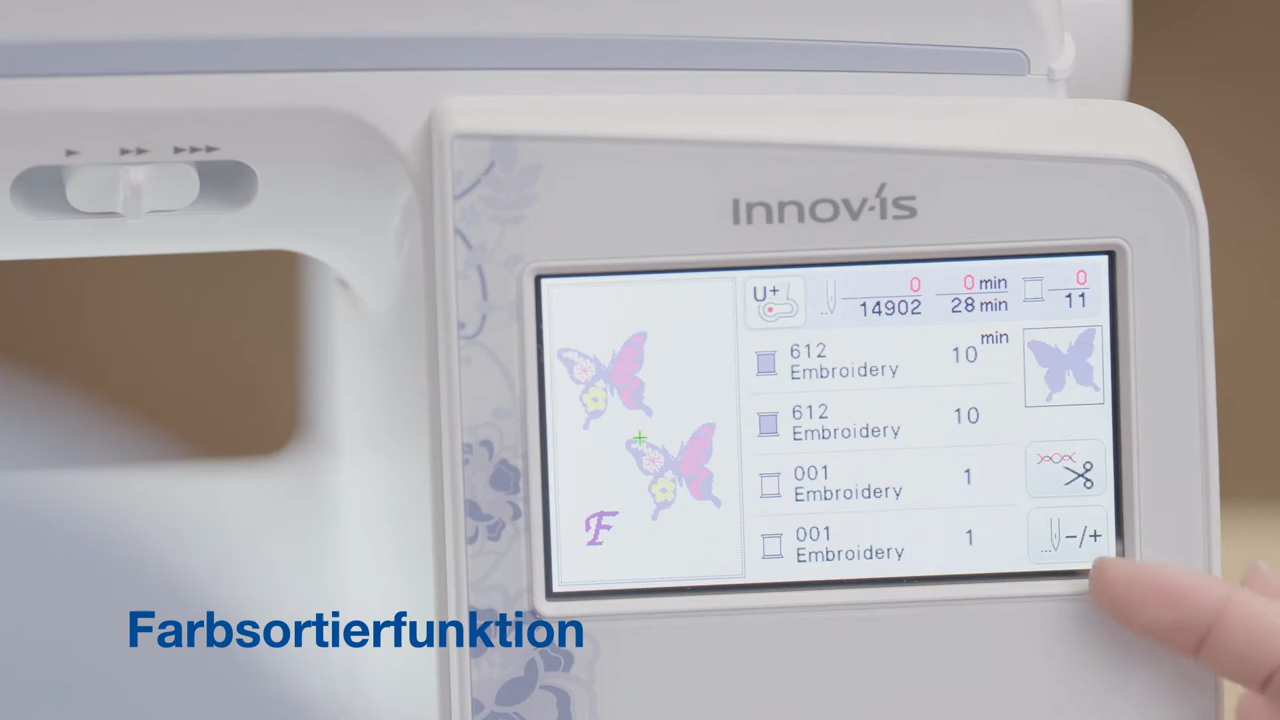 Innov-ís
U+
0
14902
0 min
28 min
0
11
min
612
Embroidery
10
612
Embroidery
10
001
Embroidery
1
001
Embroidery
1
-/+
F
Farbsortierfunktion